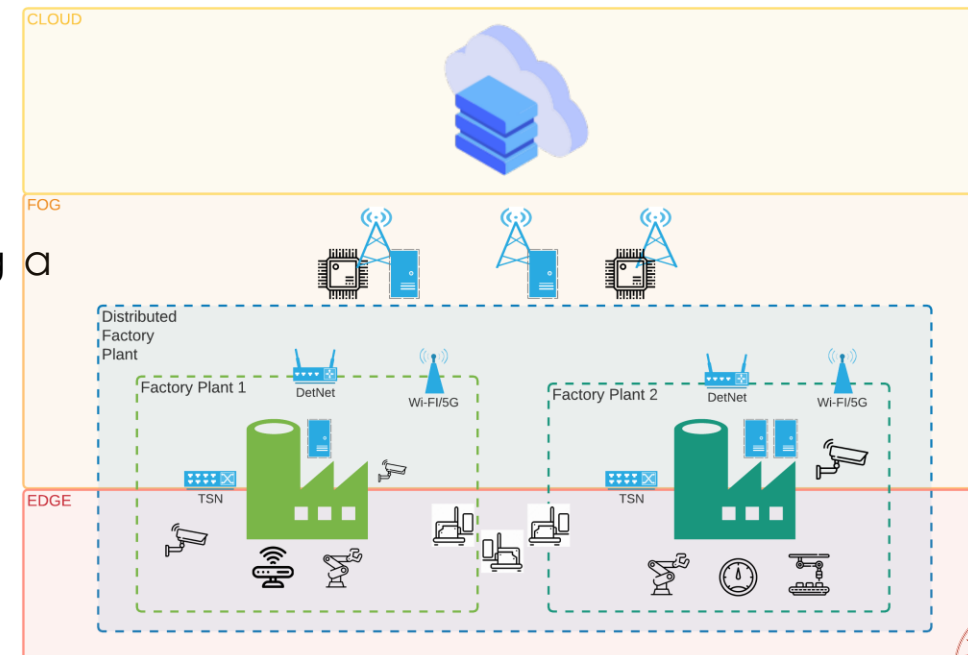 CLOUD
FOG
a
Distributed
Factory
Plant
Factory Plant 1
DetNet
Wi-FI/5G
Factory Plant 2
DetNet
Wi-FI/5G
TSN
TSN
EDGE